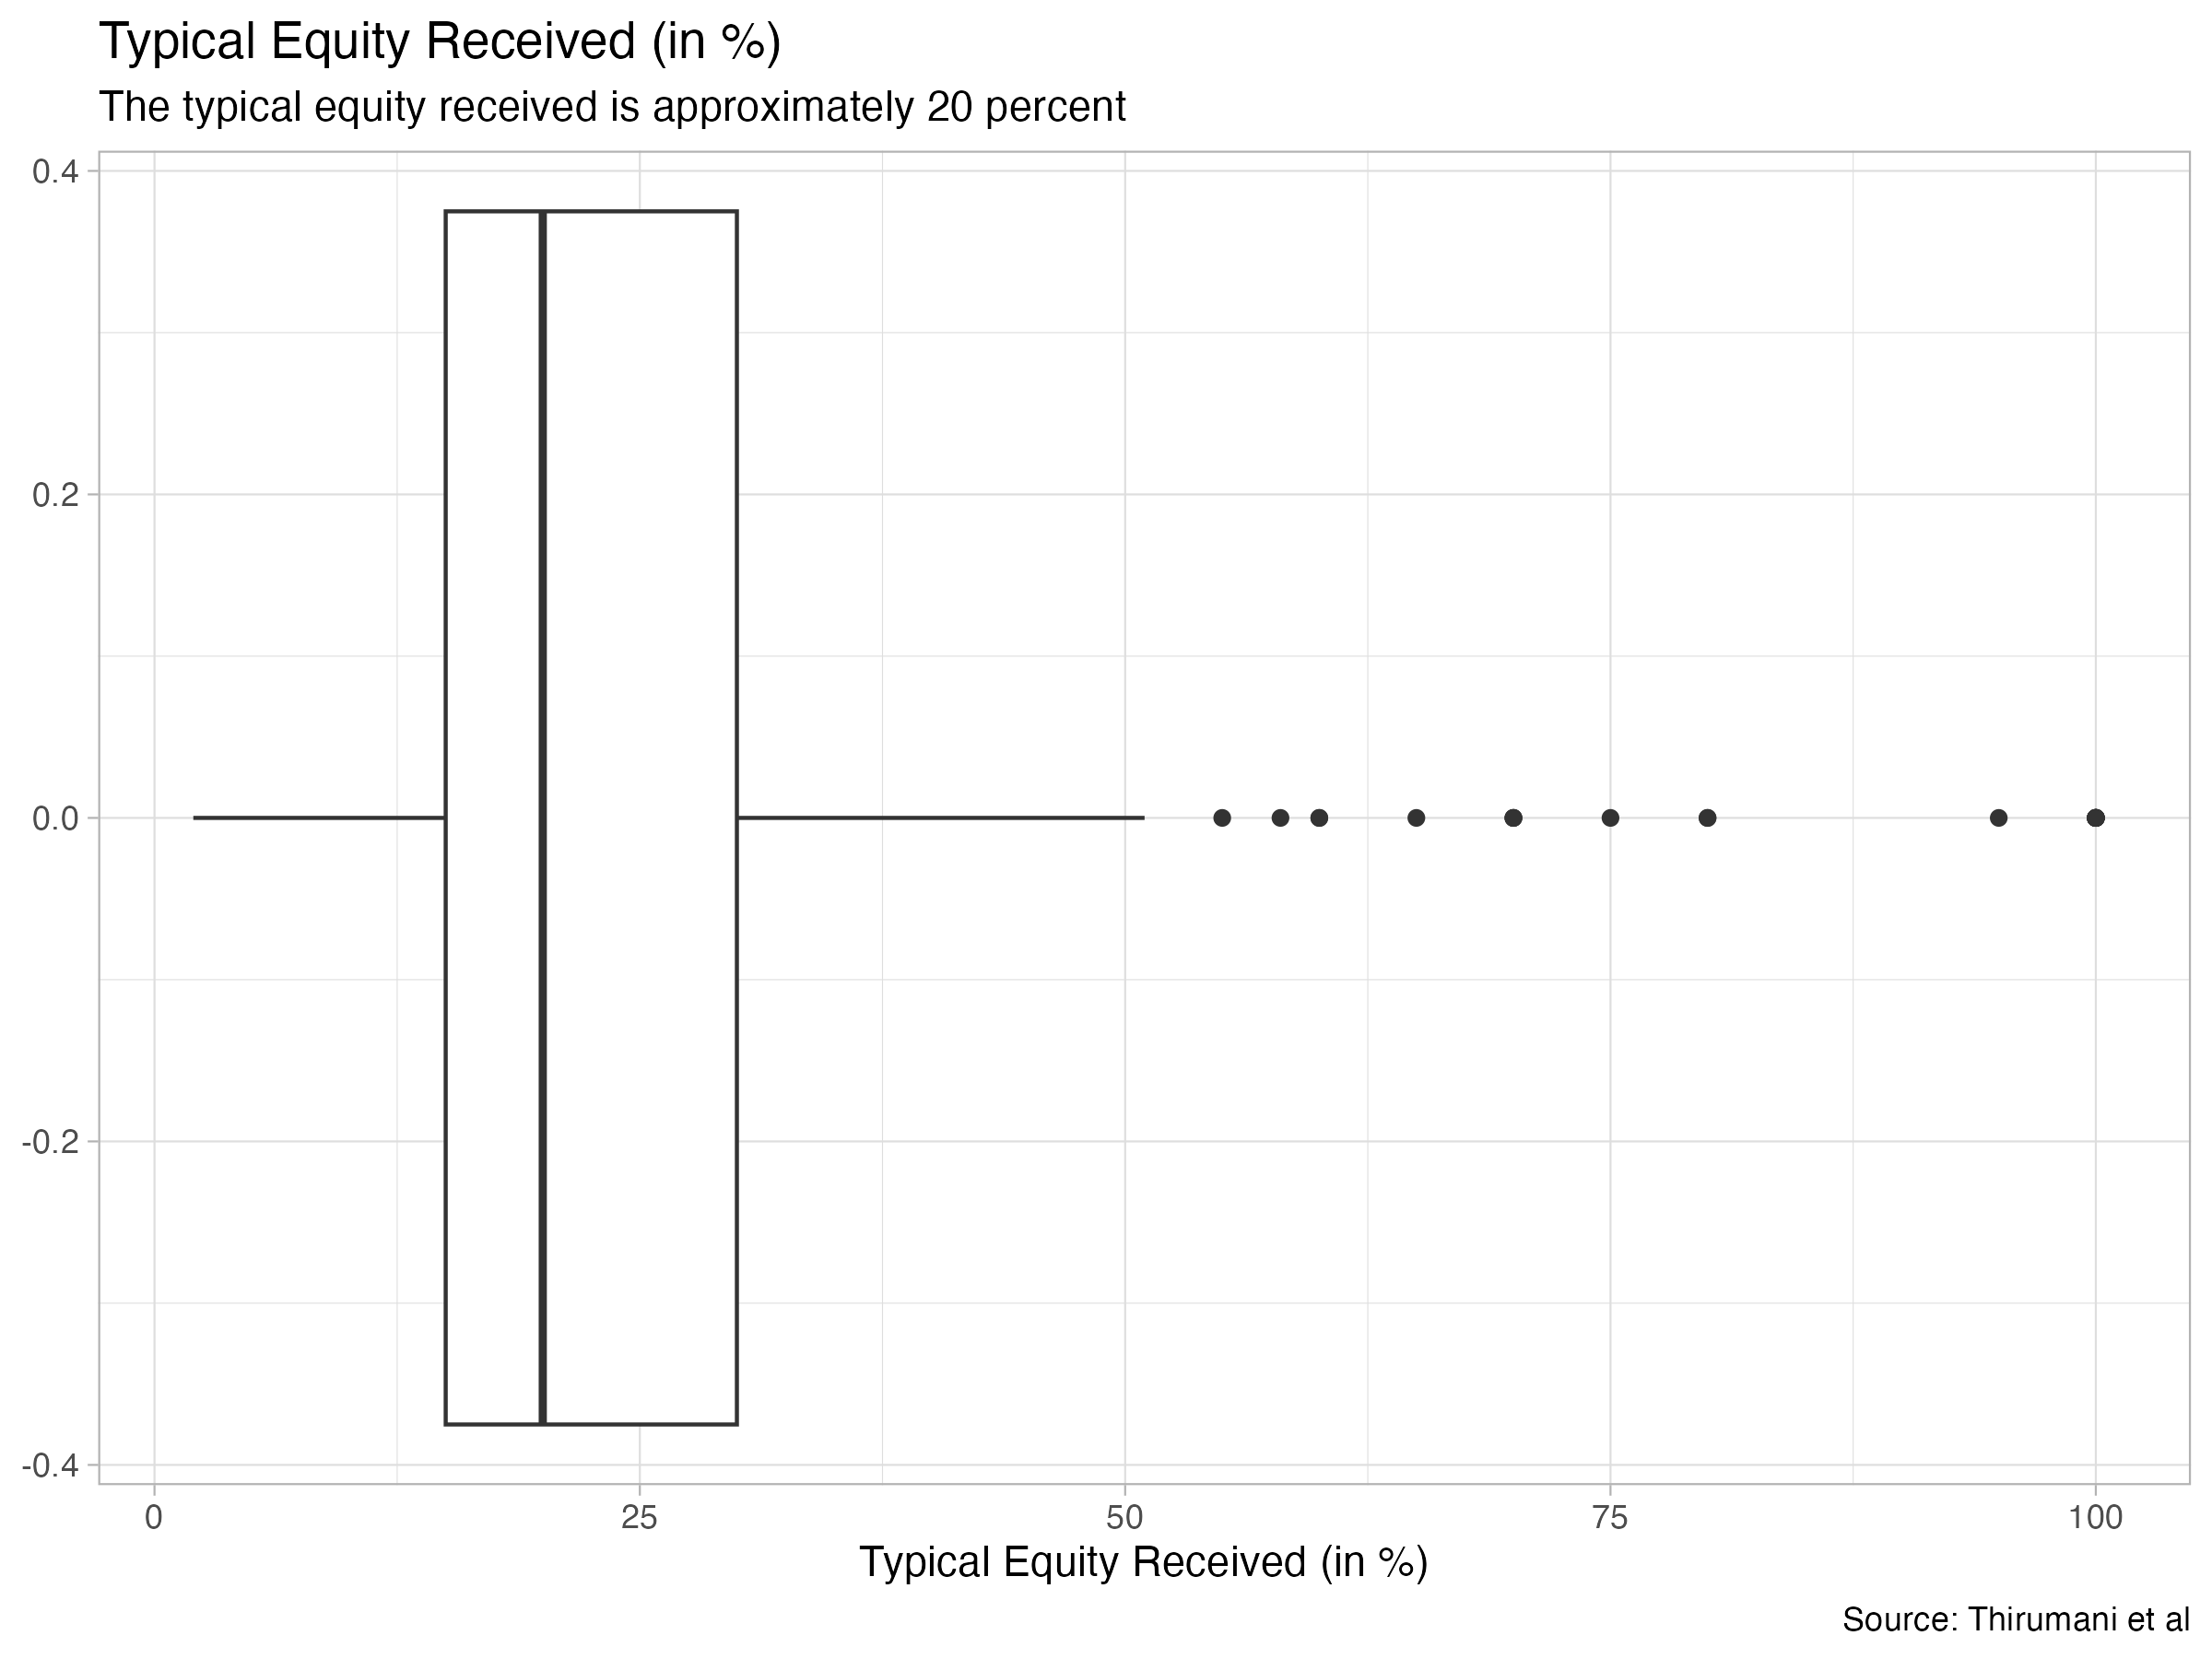 Typical Equity Received (in %)
The typical equity received is approximately 20 percent
0.4
0.2
0.0
-0.2
-0.4
0 25 50 75 100
Typical Equity Received (in %)
Source: Thirumani et al